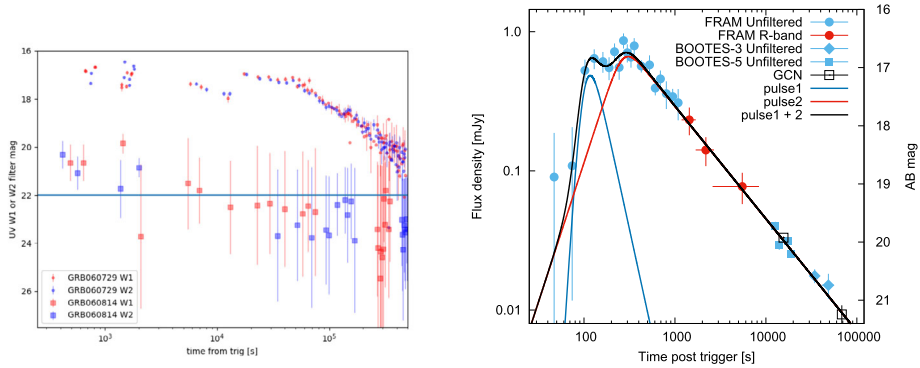 16
18
20
22
24
26
UV W1 or W2 filter mag
GRB060729 W1
GRB060729 W2
GRB060814 W1
GRB060814 W2
10³
10⁴
10⁵
time from trig [s]
FRAM Unfiltered
FRAM R-band
BOOTES-3 Unfiltered
BOOTES-5 Unfiltered
GCN
pulse1
pulse2
pulse1 + 2
1.0
0.1
0.01
Flux density [mJy]
16
17
18
19
20
21
AB mag
100
1000
10000
100000
Time post trigger [s]